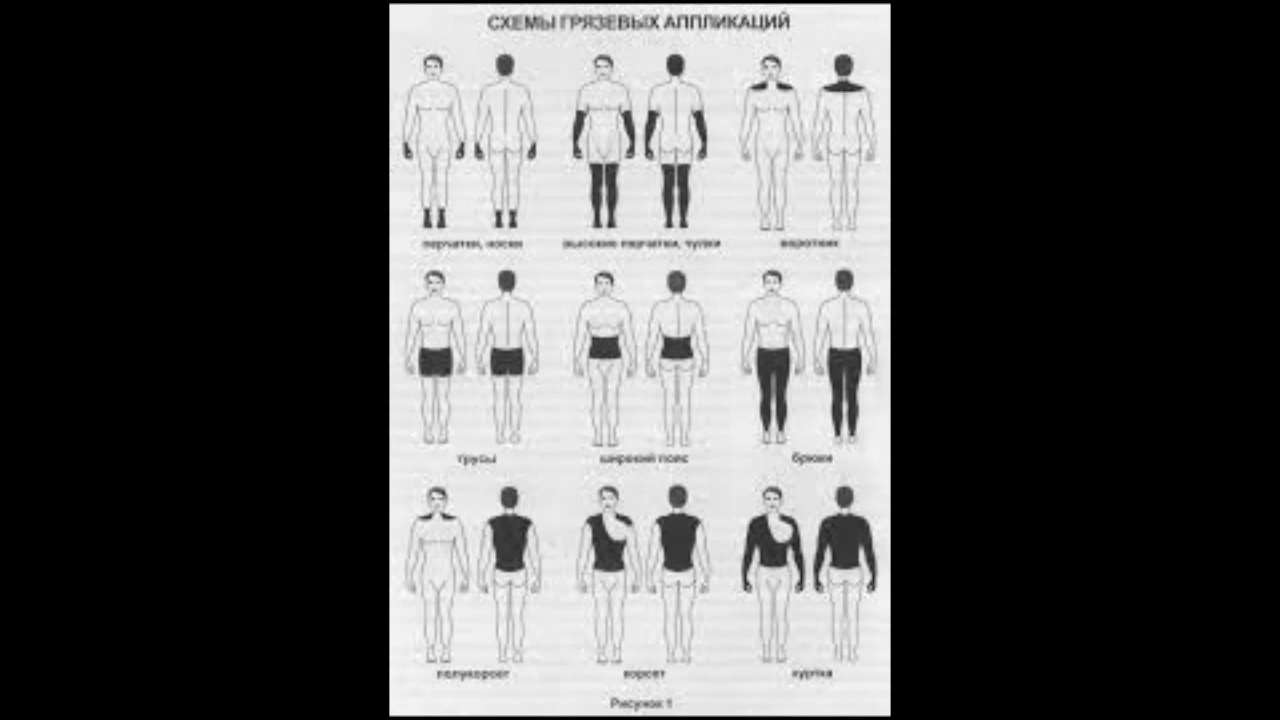 СХЕМЫ ГРЯЗЕВЫХ АППЛИКАЦИЙ
перчатки, носки
высокие перчатки, чулки
воротник
трусы
широкий пояс
брюки
полукорсет
корсет
куртка
Рисунок 1